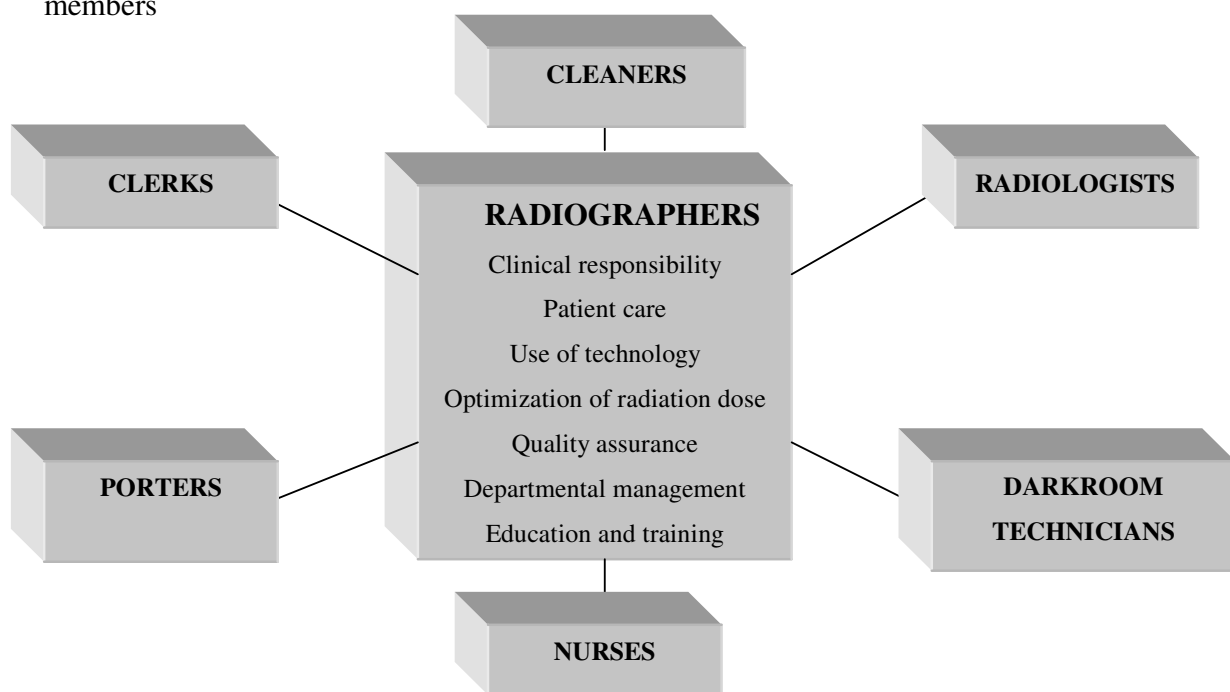 members
CLEANERS
CLERKS
RADIOLOGISTS
RADIOGRAPHERS
Clinical responsibility
Patient care
Use of technology
Optimization of radiation dose
Quality assurance
Departmental management
Education and training
PORTERS
DARKROOM
TECHNICIANS
NURSES